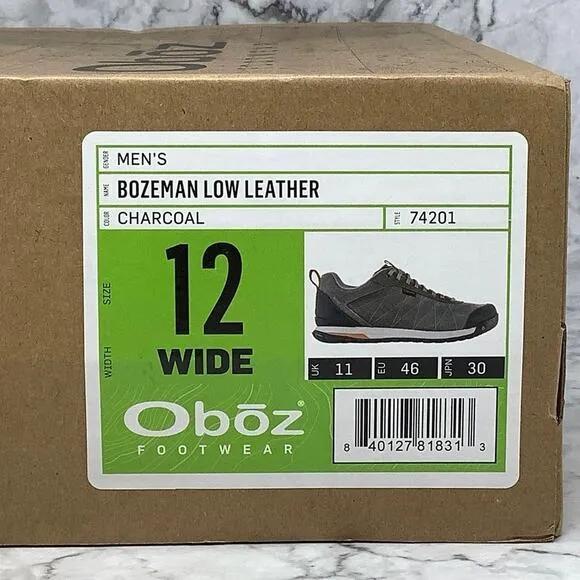 Obōz
GENDER MEN'S
NAME BOZEMAN LOW LEATHER
COLOR CHARCOAL STYLE 74201
SIZE 12
WIDTH WIDE
UK 11 EU 46 JPN 30
Obōz®
FOOTWEAR
8 40127 81831 3